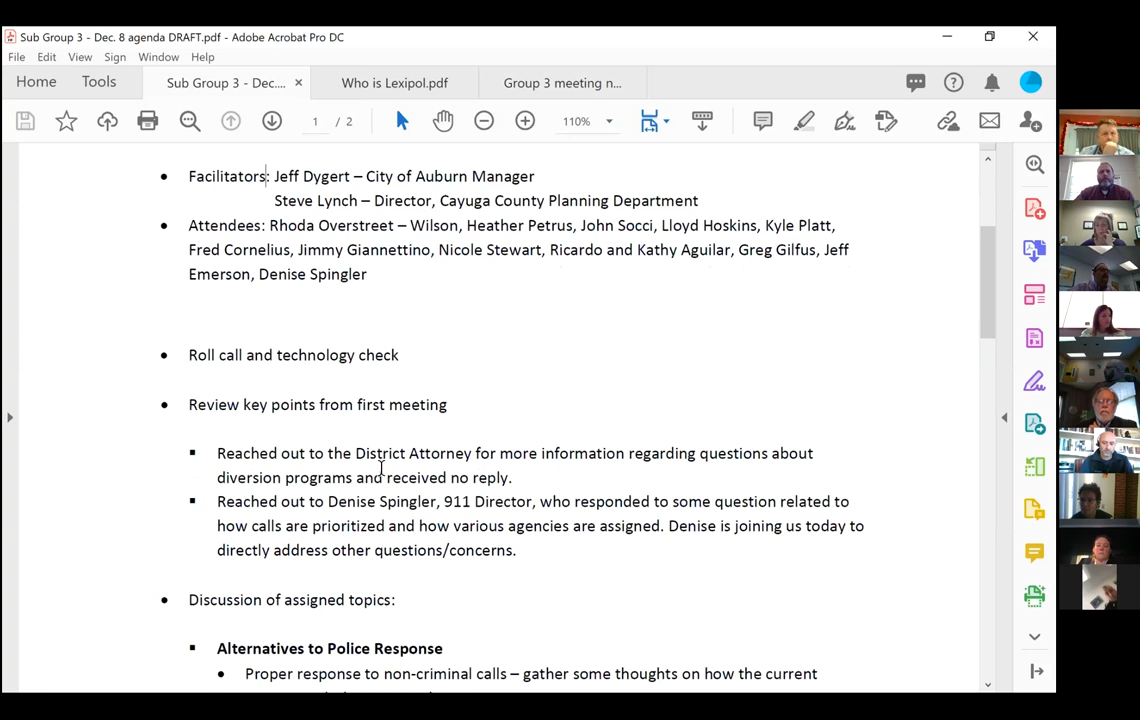 Sub Group 3 - Dec. 8 agenda DRAFT.pdf - Adobe Acrobat Pro DC
File Edit View Sign Window Help
Home Tools Sub Group 3 - Dec.... × Who is Lexipol.pdf Group 3 meeting n...
1 / 2 110%
• Facilitators: Jeff Dygert – City of Auburn Manager
Steve Lynch – Director, Cayuga County Planning Department
• Attendees: Rhoda Overstreet – Wilson, Heather Petrus, John Socci, Lloyd Hoskins, Kyle Platt,
Fred Cornelius, Jimmy Giannettino, Nicole Stewart, Ricardo and Kathy Aguilar, Greg Gilfus, Jeff
Emerson, Denise Spingler
• Roll call and technology check
• Review key points from first meeting
▪ Reached out to the District Attorney for more information regarding questions about
diversion programs and received no reply.
▪ Reached out to Denise Spingler, 911 Director, who responded to some question related to
how calls are prioritized and how various agencies are assigned. Denise is joining us today to
directly address other questions/concerns.
• Discussion of assigned topics:
▪ Alternatives to Police Response
• Proper response to non-criminal calls – gather some thoughts on how the current